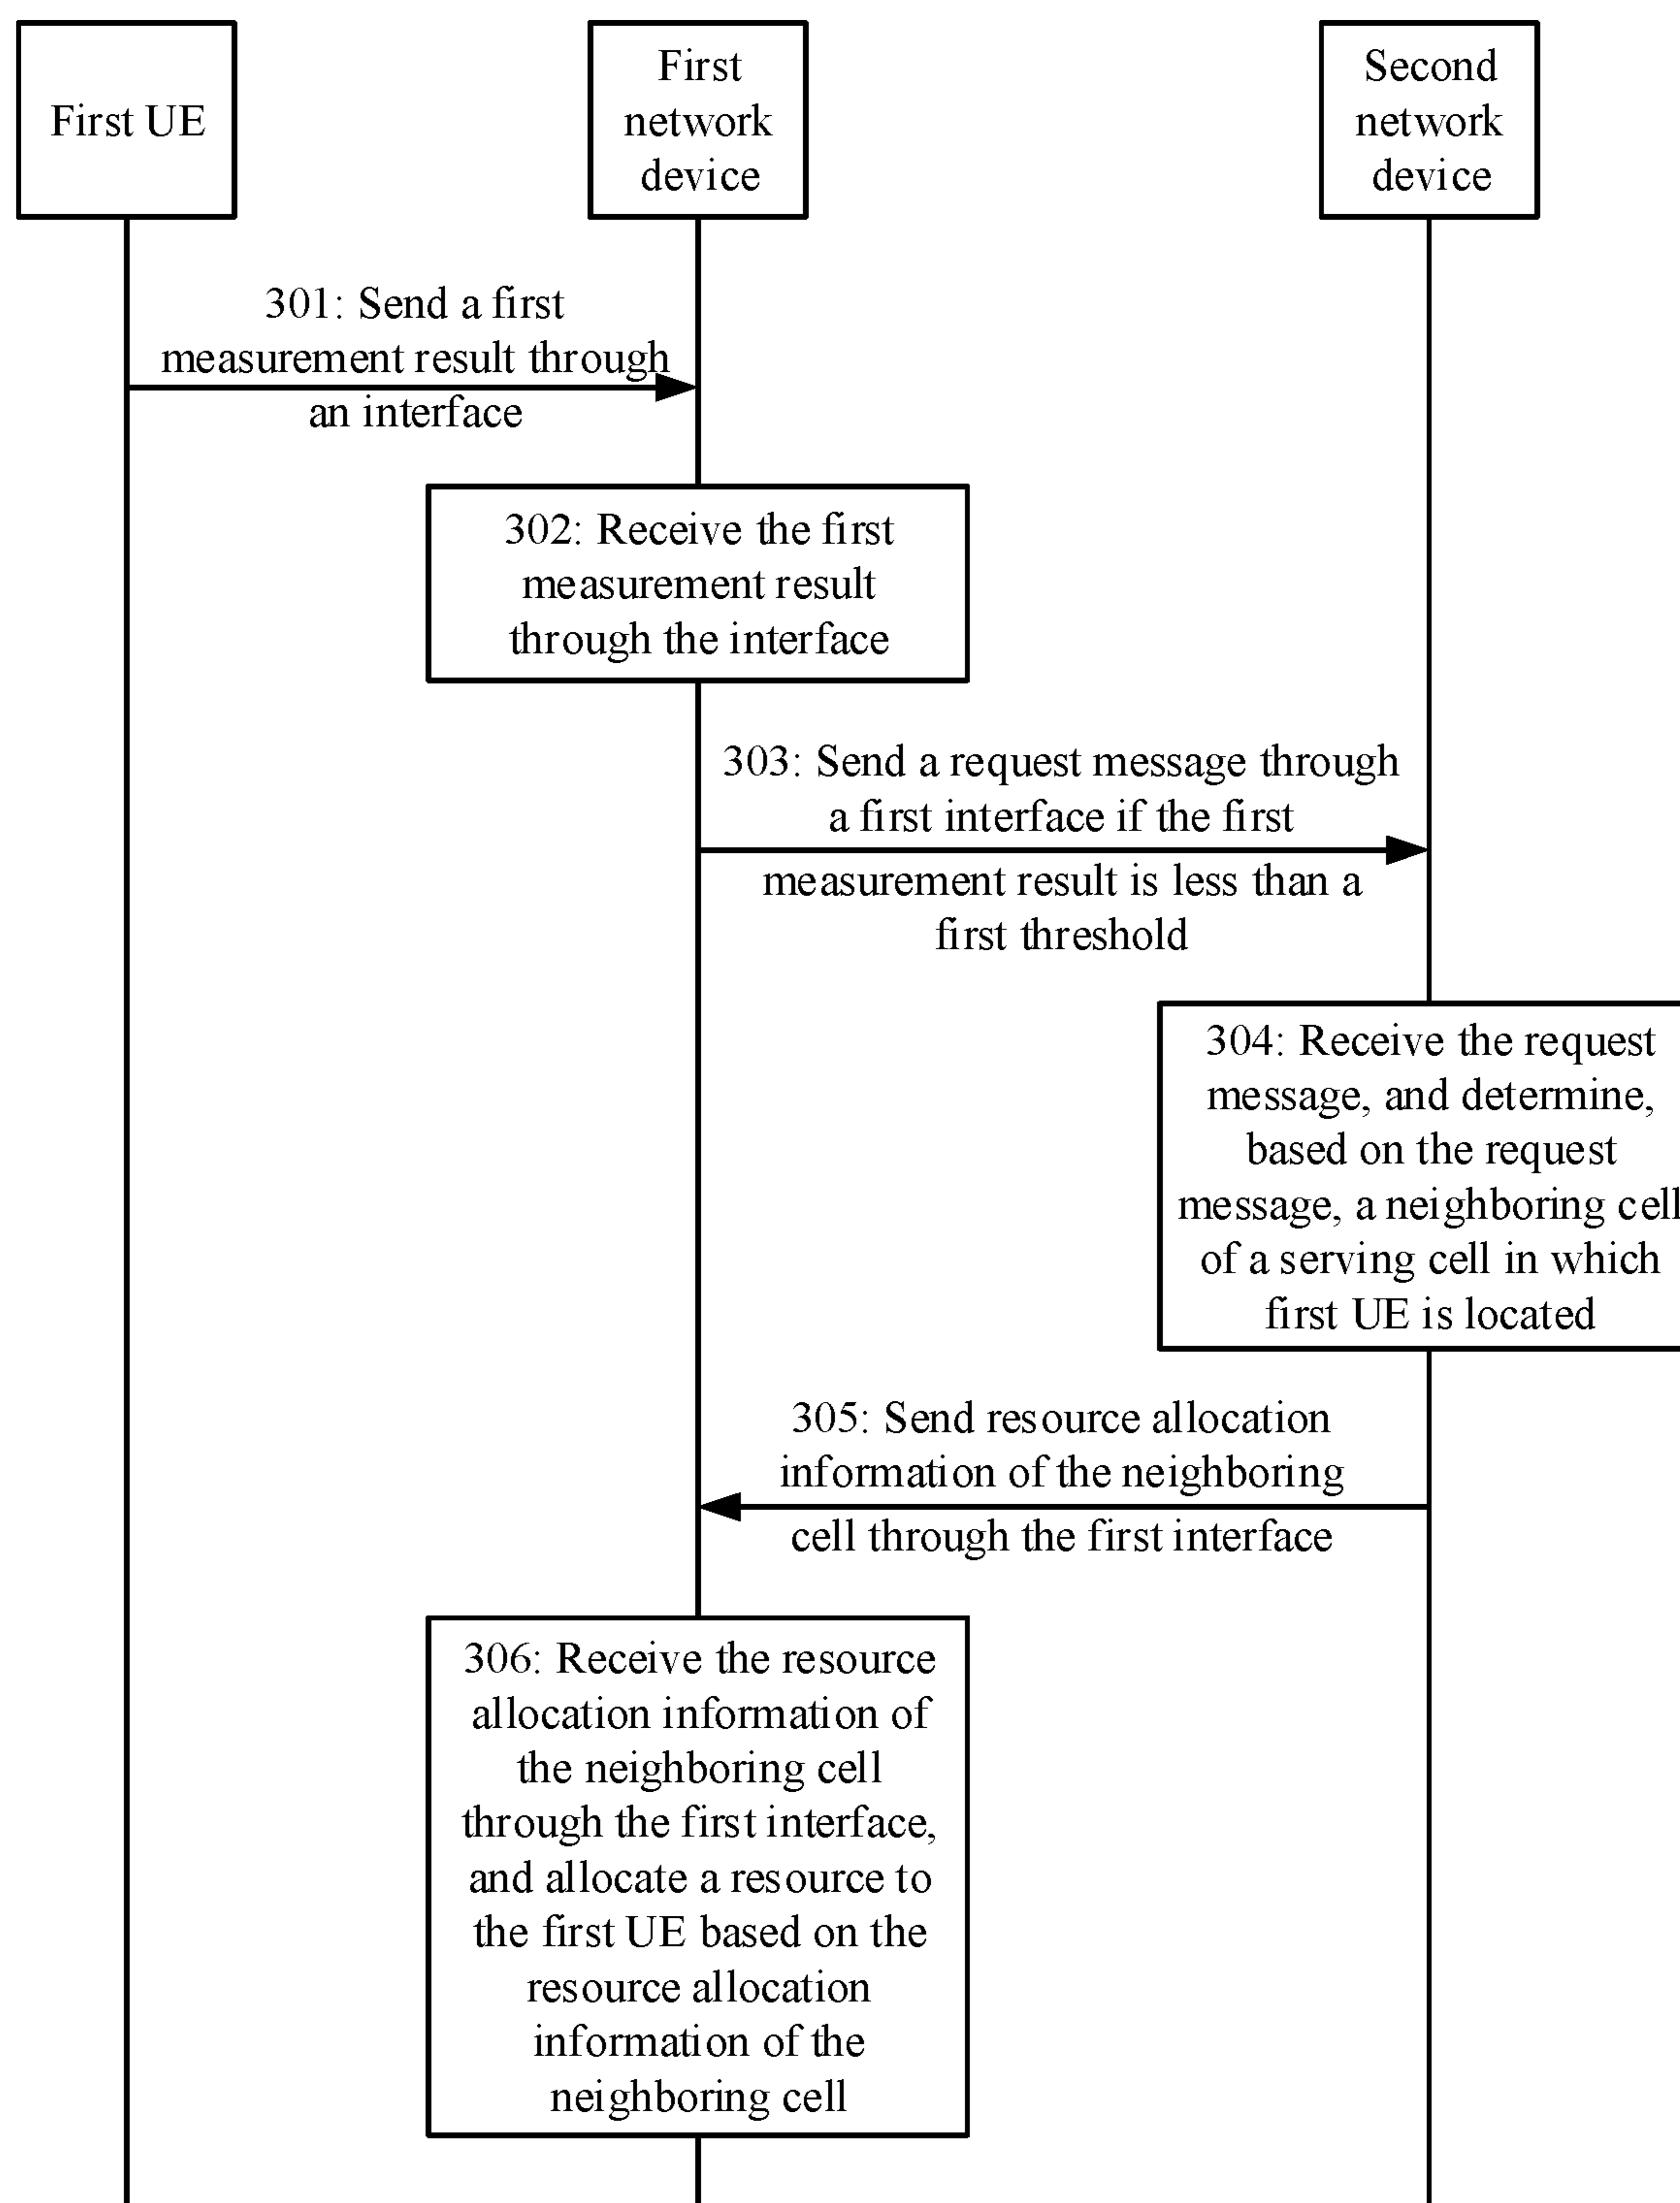 First UE
First
network
device
Second
network
device
301: Send a first
measurement result through
an interface
302: Receive the first
measurement result
through the interface
303: Send a request message through
a first interface if the first
measurement result is less than a
first threshold
304: Receive the request
message, and determine,
based on the request
message, a neighboring cell
of a serving cell in which
first UE is located
305: Send resource allocation
information of the neighboring
cell through the first interface
306: Receive the resource
allocation information of
the neighboring cell
through the first interface,
and allocate a resource to
the first UE based on the
resource allocation
information of the
neighboring cell